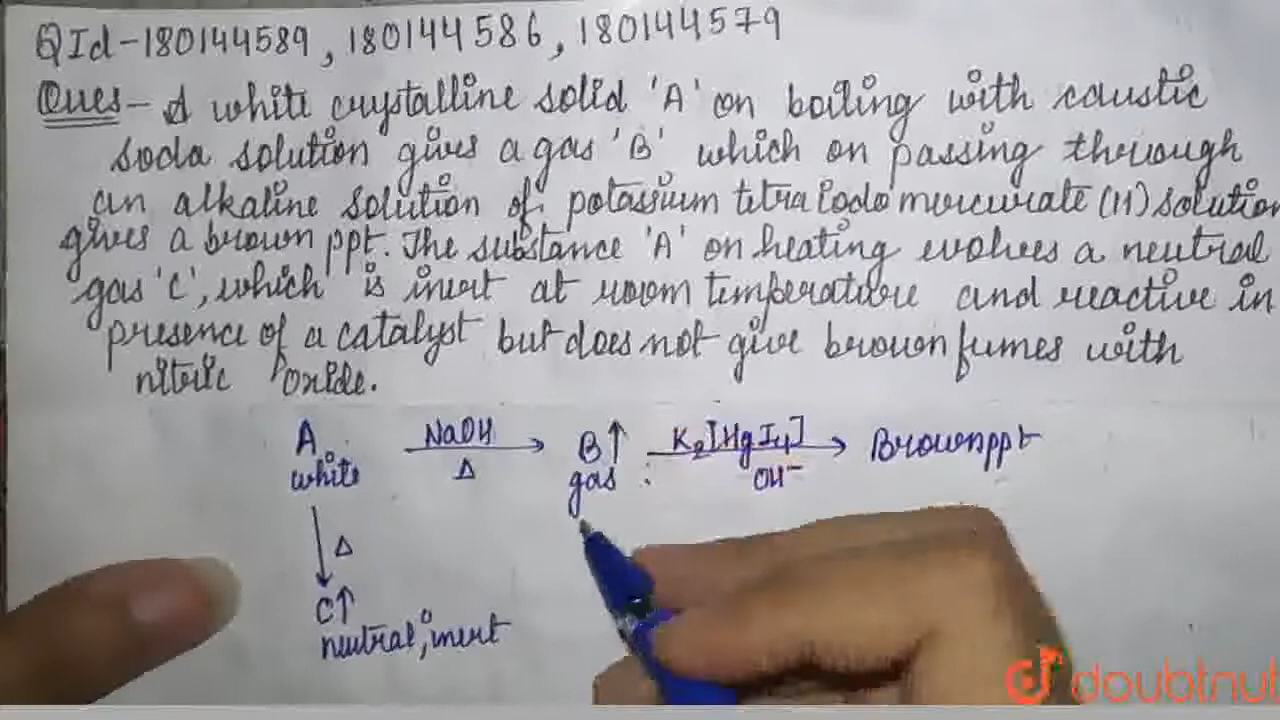 QId-180144589, 180144586, 180144579
Ques - A white crystalline solid 'A' on boiling with caustic
soda solution gives a gas 'B' which on passing through
an alkaline solution of potassium tetraiodomercurate (II) solution
gives a brown ppt. The substance 'A' on heating evolves a neutral
gas 'C', which is inert at room temperature and reactive in
presence of a catalyst but does not give brown fumes with
nitric oxide.
A NaOH B↑ K2[HgI4] Brown ppt
white Δ gas OH⁻
Δ
C↑
neutral, inert
doubtnut